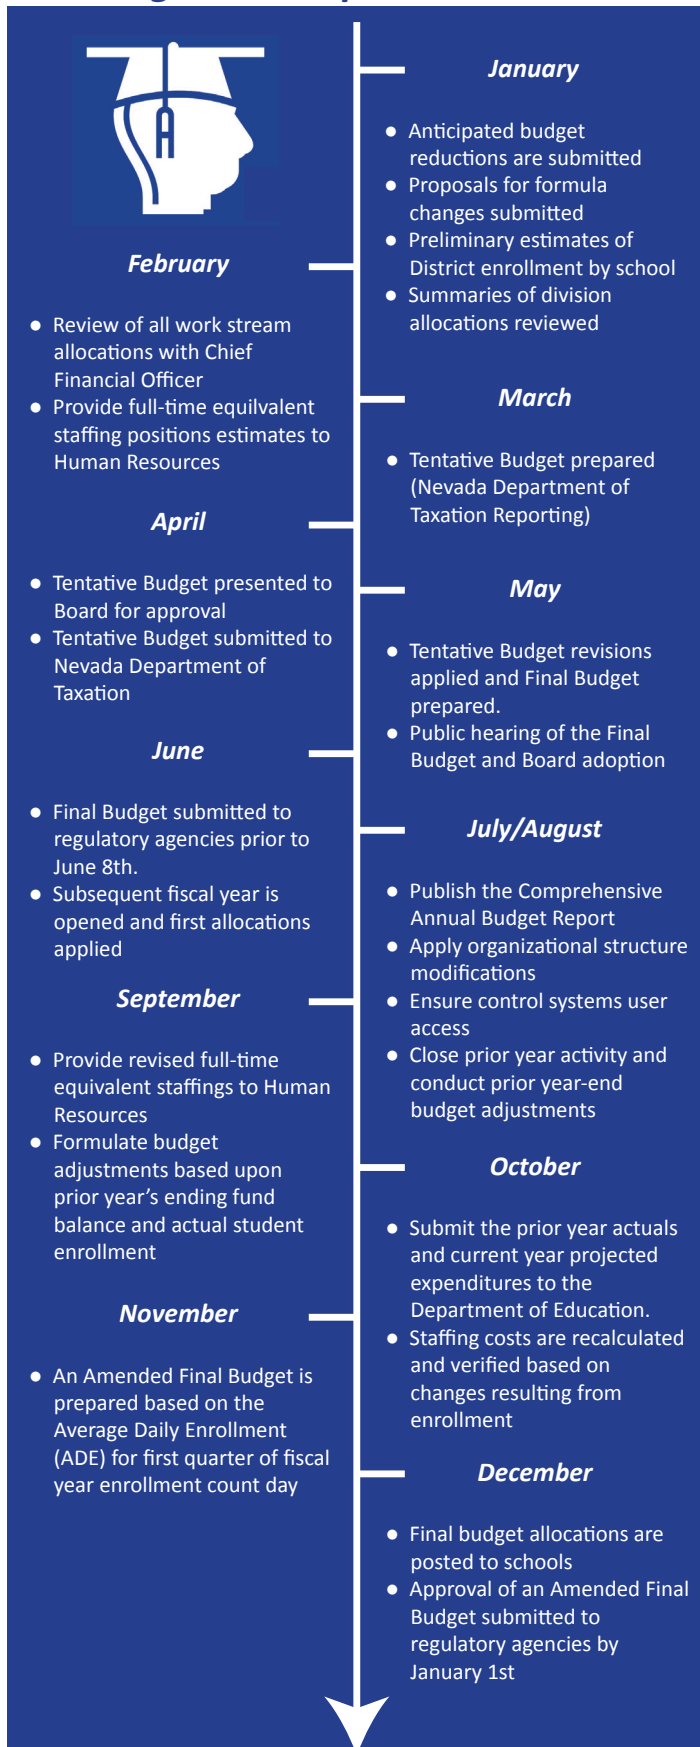 January
● Anticipated budget
reductions are submitted
● Proposals for formula
changes submitted
● Preliminary estimates of
District enrollment by school
● Summaries of division
allocations reviewed
February
● Review of all work stream
allocations with Chief
Financial Officer
● Provide full-time equilvalent
staffing positions estimates to
Human Resources
March
● Tentative Budget prepared
(Nevada Department of
Taxation Reporting)
April
● Tentative Budget presented to
Board for approval
● Tentative Budget submitted to
Nevada Department of
Taxation
May
● Tentative Budget revisions
applied and Final Budget
prepared.
● Public hearing of the Final
Budget and Board adoption
June
● Final Budget submitted to
regulatory agencies prior to
June 8th.
● Subsequent fiscal year is
opened and first allocations
applied
July/August
● Publish the Comprehensive
Annual Budget Report
● Apply organizational structure
modifications
● Ensure control systems user
access
● Close prior year activity and
conduct prior year-end
budget adjustments
September
● Provide revised full-time
equivalent staffings to Human
Resources
● Formulate budget
adjustments based upon
prior year’s ending fund
balance and actual student
enrollment
October
● Submit the prior year actuals
and current year projected
expenditures to the
Department of Education.
● Staffing costs are recalculated
and verified based on
changes resulting from
enrollment
November
● An Amended Final Budget is
prepared based on the
Average Daily Enrollment
(ADE) for first quarter of fiscal
year enrollment count day
December
● Final budget allocations are
posted to schools
● Approval of an Amended Final
Budget submitted to
regulatory agencies by
January 1st